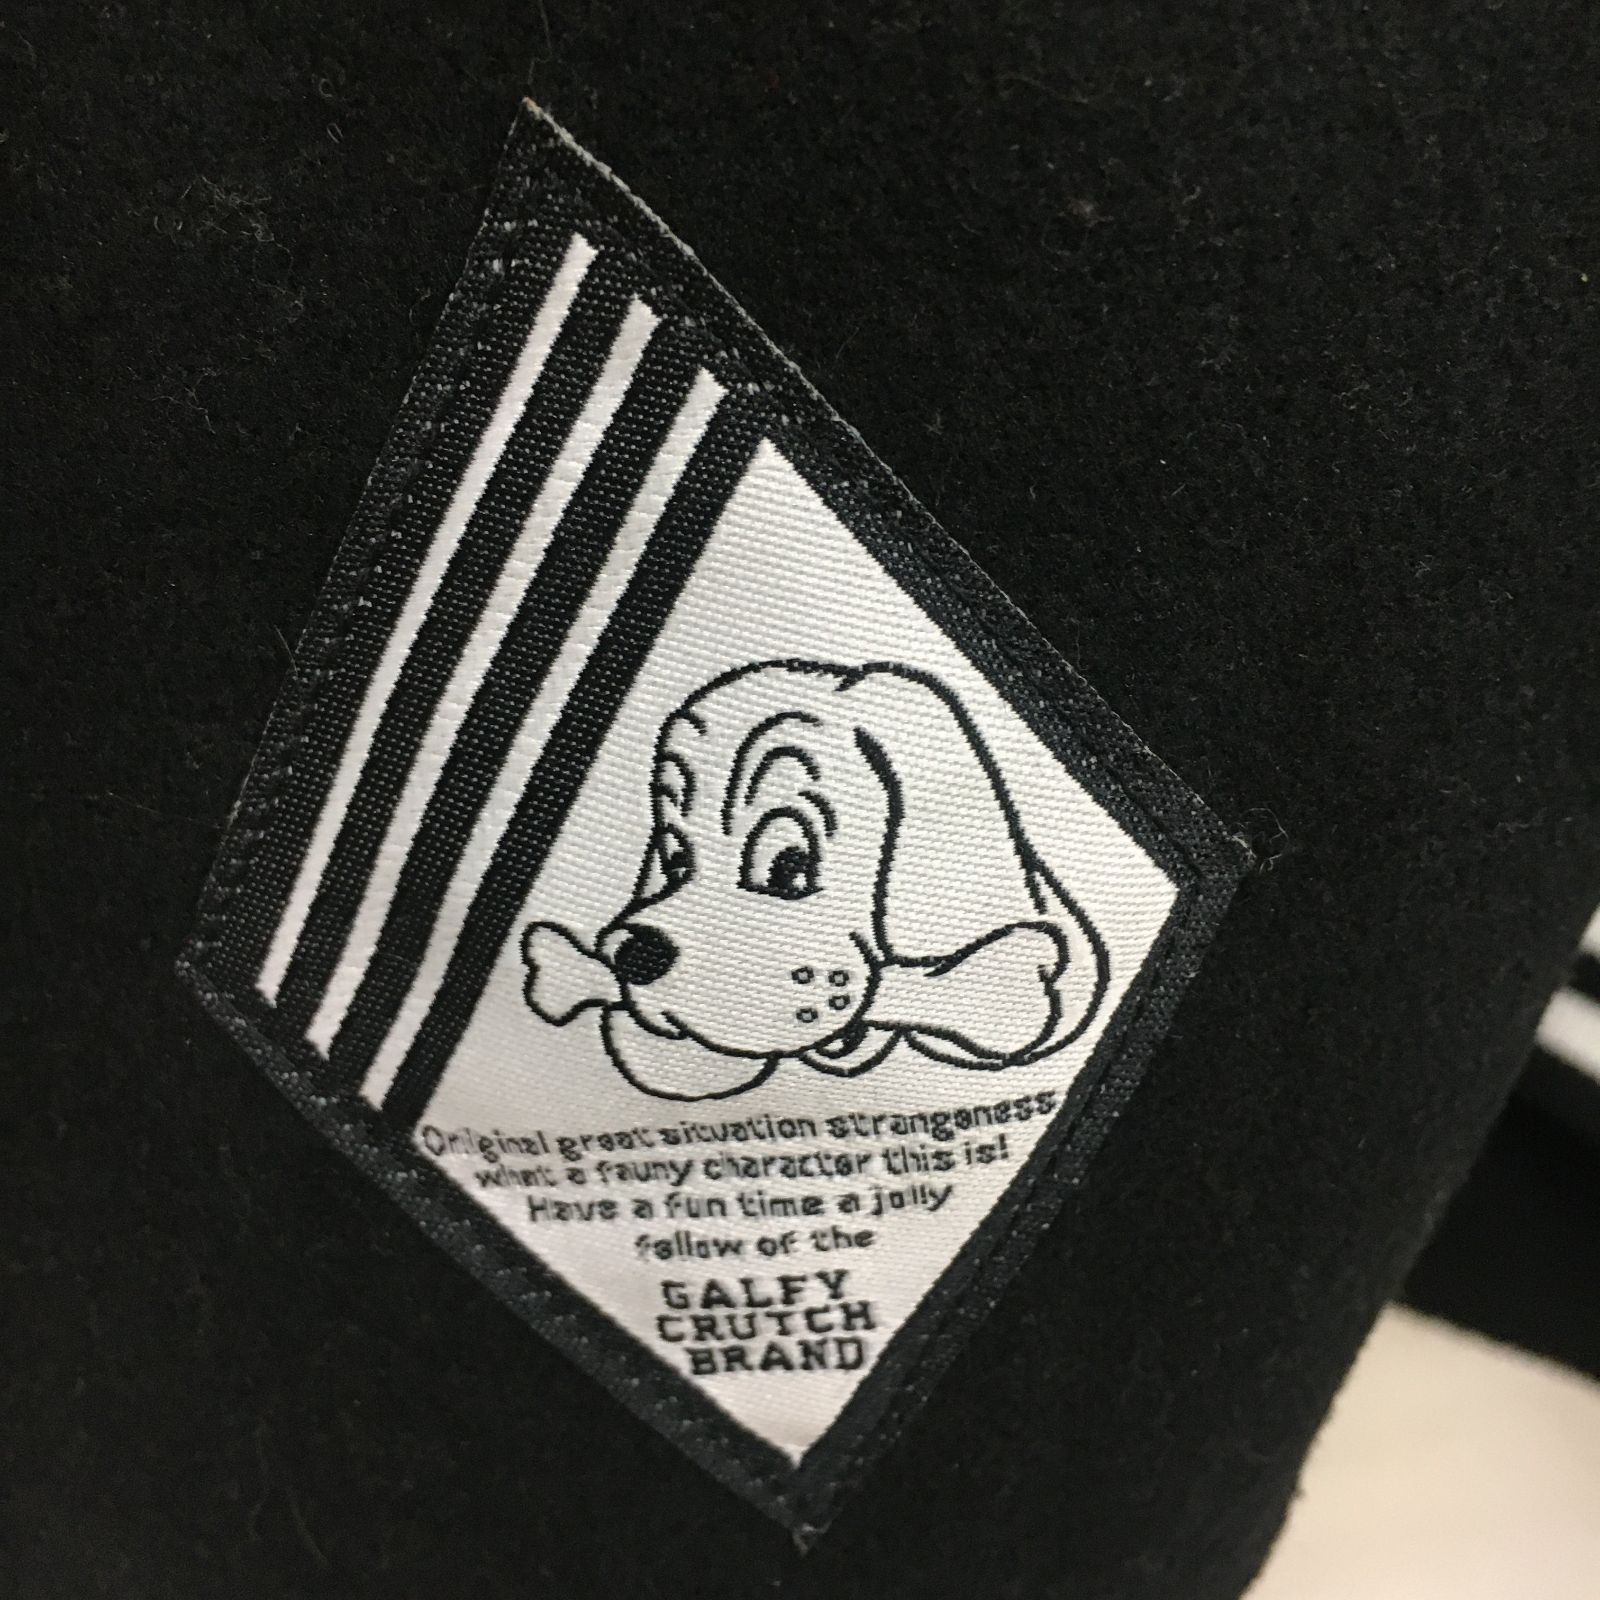 Original great situation strangeness
what a fauny character this is!
Have a fun time a jolly
fellow of the
GALFY
CRUTCH
BRAND